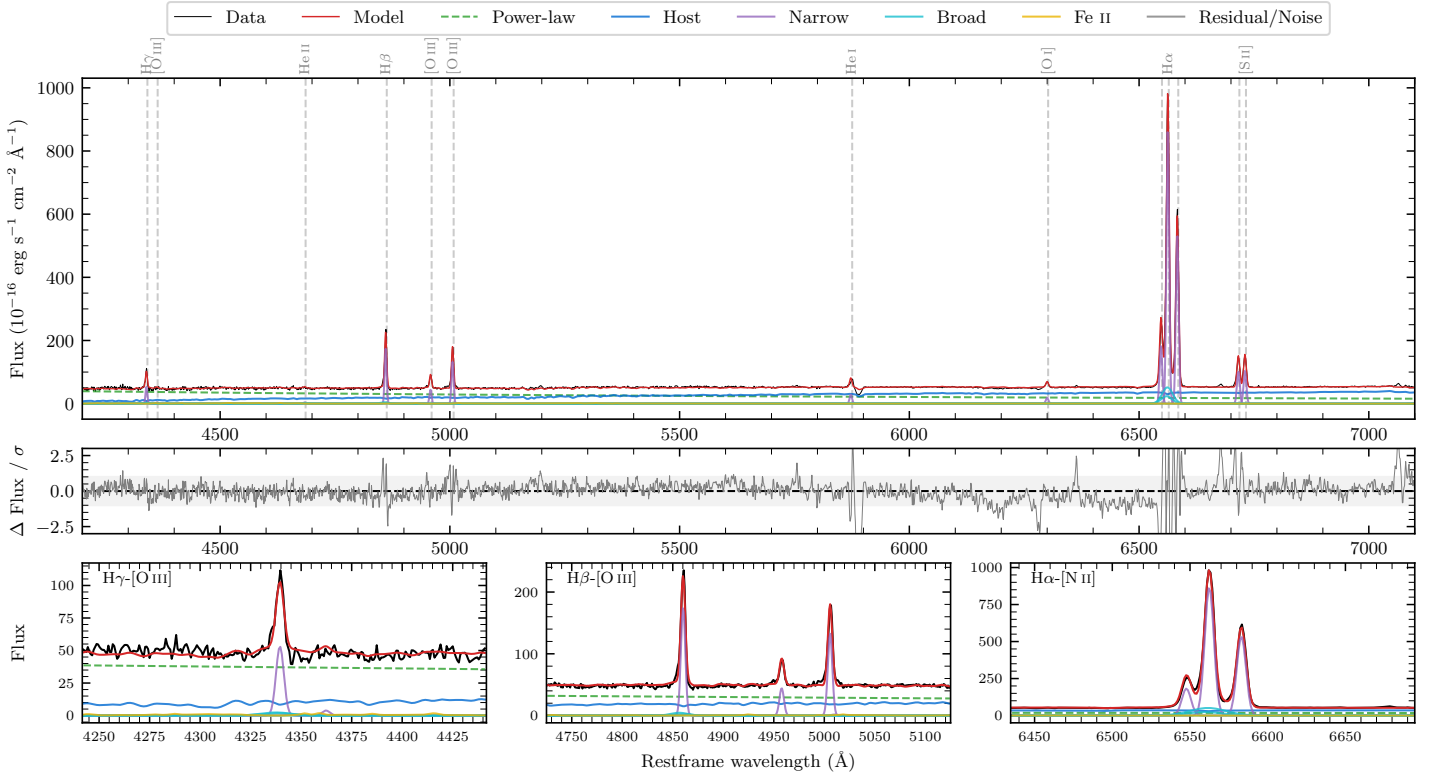 Data Model Power-law Host Narrow Broad Fe II Residual/Noise
Hγ [O III] He II Hβ [O III] [O III] He I [O I] Hα [S II]
Flux (10⁻¹⁶ erg s⁻¹ cm⁻² Å⁻¹)
1000
800
600
400
200
0
4500 5000 5500 6000 6500 7000
Δ Flux / σ
2.5
0.0
−2.5
4500 5000 5500 6000 6500 7000
Flux
Hγ-[O III]
100
75
50
25
0
4250 4275 4300 4325 4350 4375 4400 4425
Hβ-[O III]
200
100
0
4750 4800 4850 4900 4950 5000 5050 5100
Hα-[N II]
1000
750
500
250
0
6450 6500 6550 6600 6650
Restframe wavelength (Å)